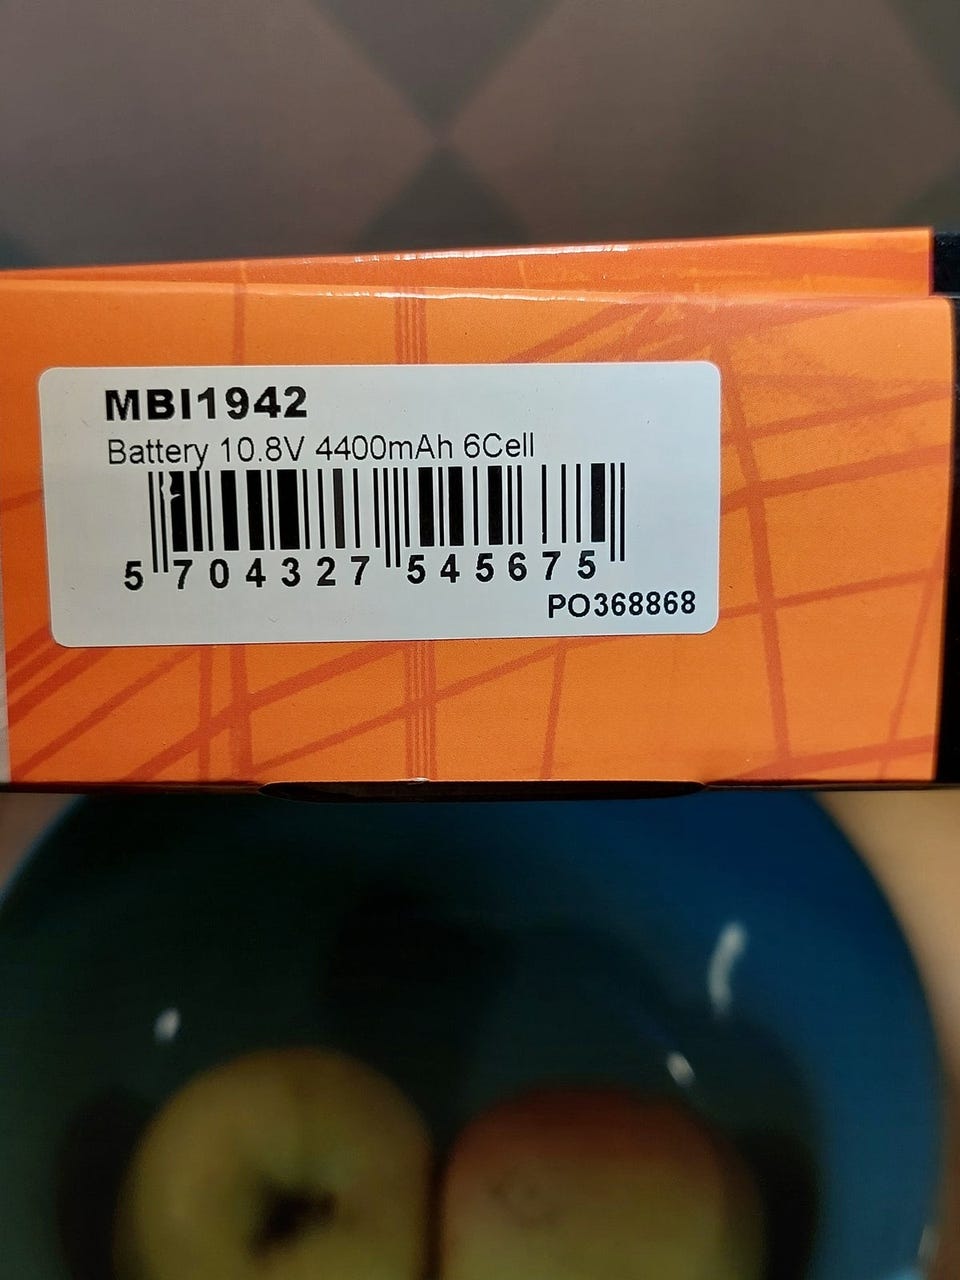 MBI1942
Battery 10.8V 4400mAh 6Cell
5 704327 545675
PO368868